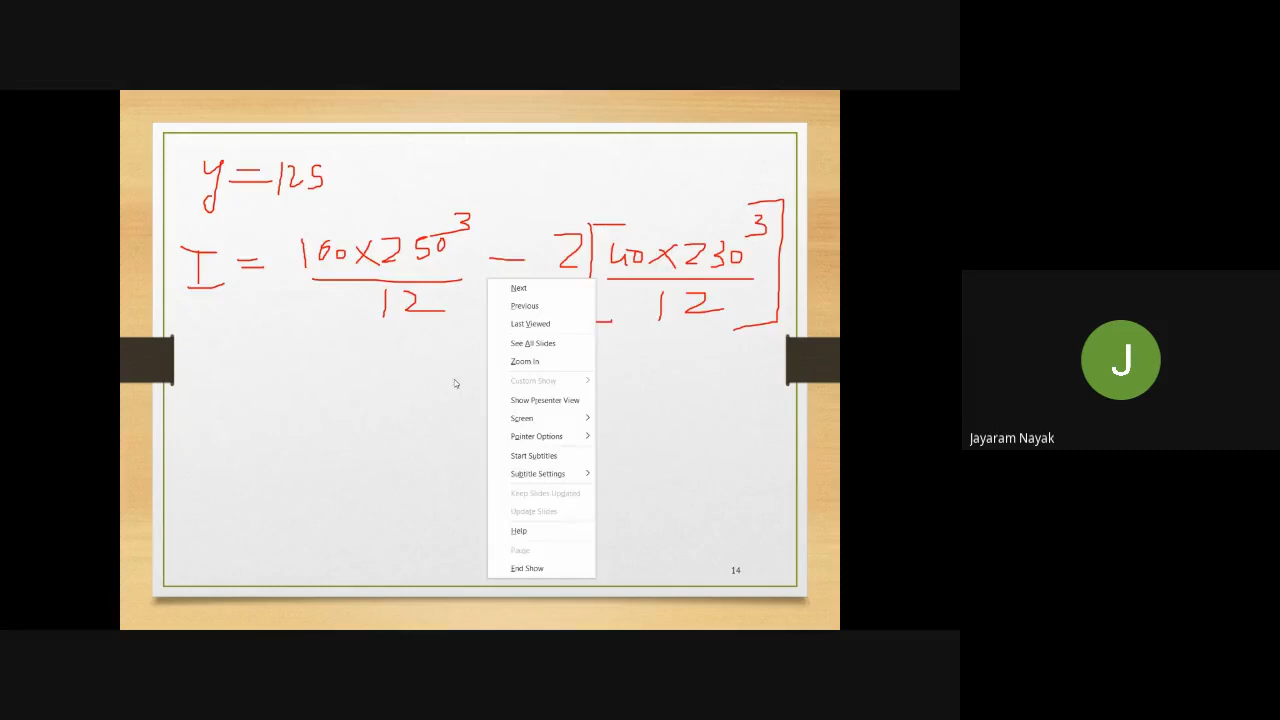 y = 125
I = 100 x 250³ / 12 - 2 [ 40 x 230³ / 12 ]
Next
Previous
Last Viewed
See All Slides
Zoom In
Custom Show
Show Presenter View
Screen
Pointer Options
Start Subtitles
Subtitle Settings
Keep Slides Updated
Update Slides
Help
Pause
End Show
14
J
Jayaram Nayak